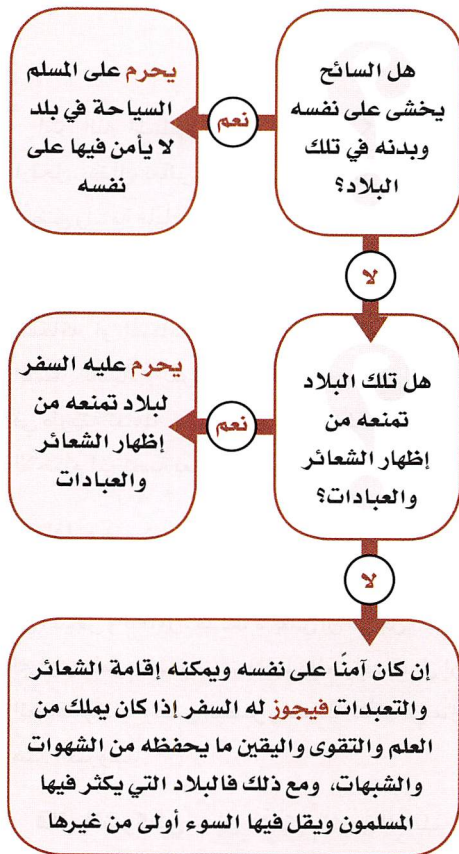 هل السائح
يخشى على نفسه
وبدنه في تلك
البلاد؟
نعم
يحرم على المسلم
السياحة في بلد
لا يأمن فيها على
نفسه
لا
هل تلك البلاد
تمنعه من
إظهار الشعائر
والعبادات؟
نعم
يحرم عليه السفر
لبلاد تمنعه من
إظهار الشعائر
والعبادات
لا
إن كان آمنًا على نفسه ويمكنه إقامة الشعائر
والتعبدات فيجوز له السفر إذا كان يملك من
العلم والتقوى واليقين ما يحفظه من الشهوات
والشبهات، ومع ذلك فالبلاد التي يكثر فيها
المسلمون ويقل فيها السوء أولى من غيرها